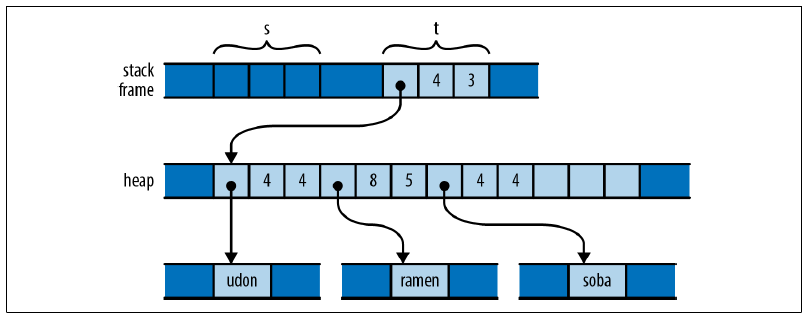 s t
stack
frame 4 3
heap 4 4 8 5 4 4
udon ramen soba